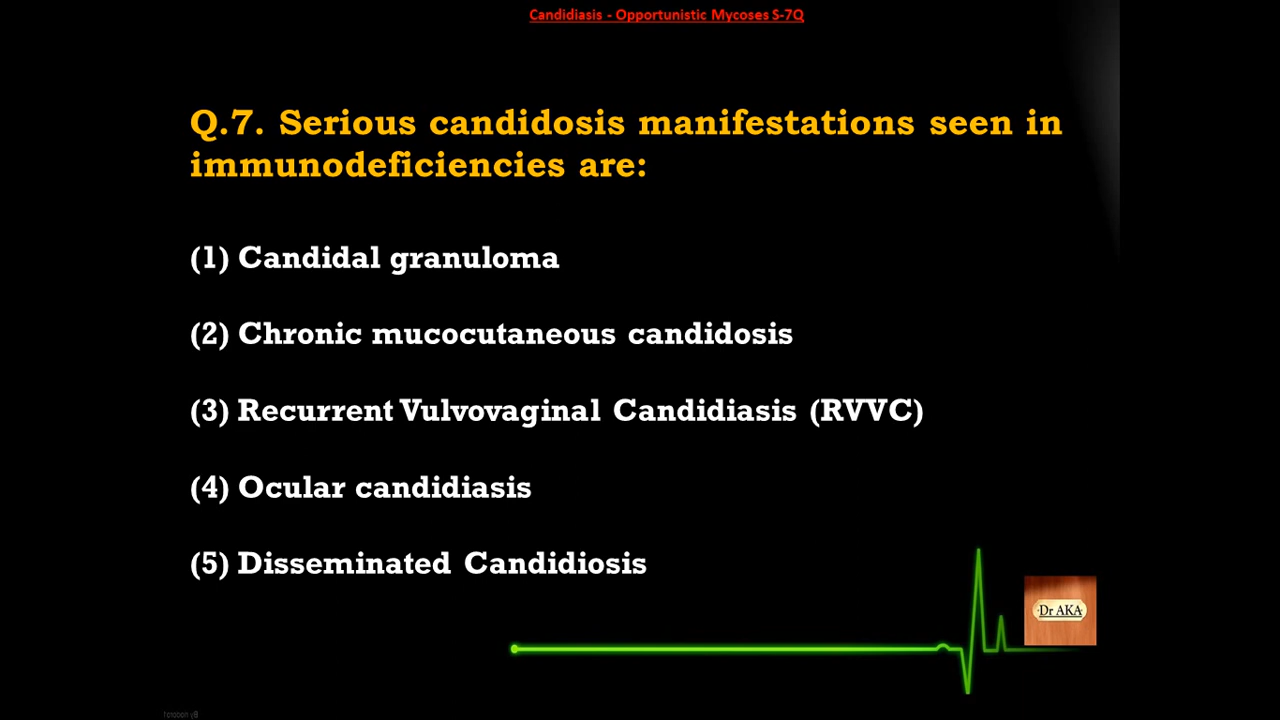 Candidiasis - Opportunistic Mycoses S-7Q
Q.7. Serious candidosis manifestations seen in
immunodeficiencies are:
(1) Candidal granuloma
(2) Chronic mucocutaneous candidosis
(3) Recurrent Vulvovaginal Candidiasis (RVVC)
(4) Ocular candidiasis
(5) Disseminated Candidiosis
Dr AKA